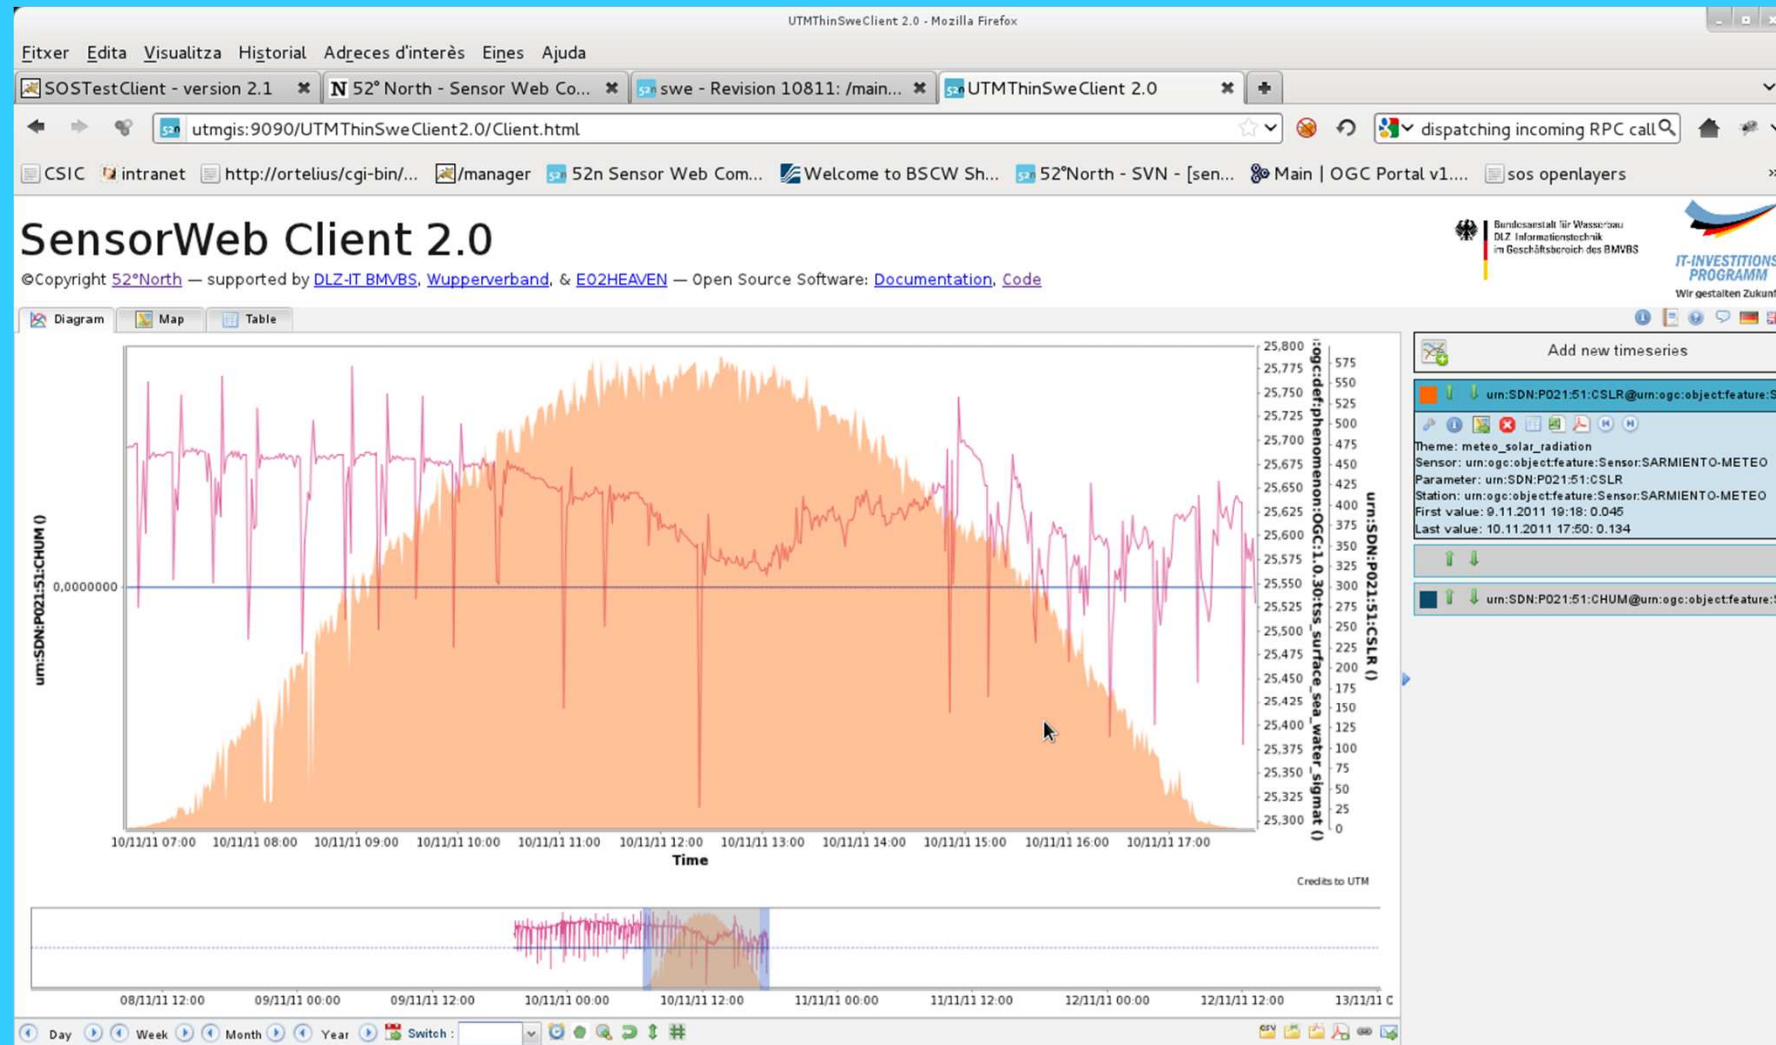 UTMThinSweClient 2.0 - Mozilla Firefox
Fitxer Edita Visualitza Historial Adreces d'interès Eines Ajuda
SOSTestClient - version 2.1
52° North - Sensor Web Co...
swe - Revision 10811: /main...
UTMThinSweClient 2.0
utmgis:9090/UTMThinSweClient2.0/Client.html
dispatching incoming RPC call
CSIC intranet http://ortelius/cgi-bin/... /manager 52n Sensor Web Com... Welcome to BSCW Sh... 52°North - SVN - [sen... Main | OGC Portal v1.... sos openlayers »
SensorWeb Client 2.0
©Copyright 52°North — supported by DLZ-IT BMVBS, Wupperverband, & EO2HEAVEN — Open Source Software: Documentation, Code
Bundesanstalt für Wasserbau
DLZ Informationstechnik
im Geschäftsbereich des BMVBS
IT-INVESTITIONS
PROGRAMM
Wir gestalten Zukunf
Diagram Map Table
urn:SDN:P021:51:CHUM ()
0,0000000
25,800
25,775
25,750
25,725
25,700
25,675
25,650
25,625
25,600
25,575
25,550
25,525
25,500
25,475
25,450
25,425
25,400
25,375
25,350
25,325
25,300
:ogc:def:phenomenon:OGC:1.0.30:tss_surface_sea_water_sigmat ()
575
550
525
500
475
450
425
400
375
350
325
300
275
250
225
200
175
150
125
100
75
50
25
0
urn:SDN:P021:51:CSLR ()
10/11/11 07:00 10/11/11 08:00 10/11/11 09:00 10/11/11 10:00 10/11/11 11:00 10/11/11 12:00 10/11/11 13:00 10/11/11 14:00 10/11/11 15:00 10/11/11 16:00 10/11/11 17:00
Time
Credits to UTM
08/11/11 12:00 09/11/11 00:00 09/11/11 12:00 10/11/11 00:00 10/11/11 12:00 11/11/11 00:00 11/11/11 12:00 12/11/11 00:00 12/11/11 12:00 13/11/11 0
Day Week Month Year Switch :
Add new timeseries
urn:SDN:P021:51:CSLR@urn:ogc:object:feature:S
Theme: meteo_solar_radiation
Sensor: urn:ogc:object:feature:Sensor:SARMIENTO-METEO
Parameter: urn:SDN:P021:51:CSLR
Station: urn:ogc:object:feature:Sensor:SARMIENTO-METEO
First value: 9.11.2011 19:18: 0.045
Last value: 10.11.2011 17:50: 0.134
urn:SDN:P021:51:CHUM@urn:ogc:object:feature: